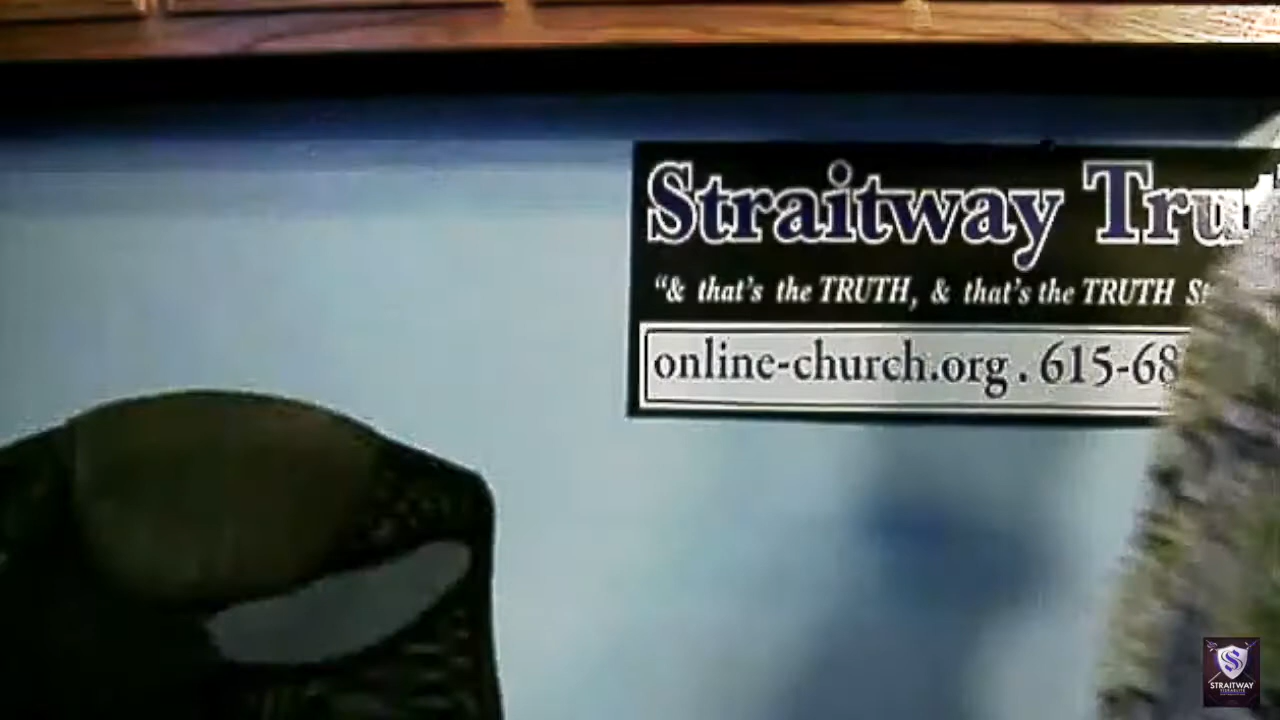 Straitway Tru
"& that's the TRUTH, & that's the TRUTH
online-church.org . 615-68
STRAITWAY